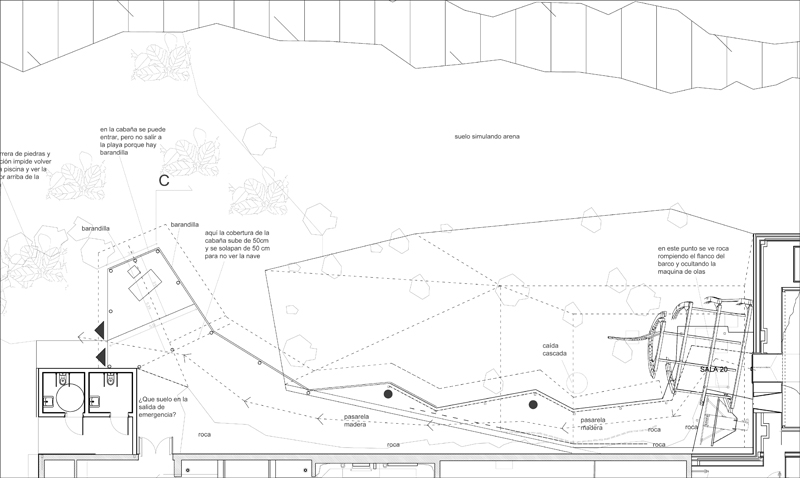 en la cabaña se puede
entrar, pero no salir a
la playa porque hay
barandilla
suelo simulando arena
rrera de piedras y
ción impide volver
a piscina y ver la
or arriba de la
C
barandilla
barandilla
aquí la cobertura de la
cabaña sube de 50cm
y se solapan de 50 cm
para no ver la nave
en este punto se ve roca
rompiendo el flanco del
barco y ocultando la
maquina de olas
caída
cascada
SALA 20
¿Que suelo en la
salida de
emergencia?
pasarela
madera
pasarela
madera
roca
roca
roca
roca
roca